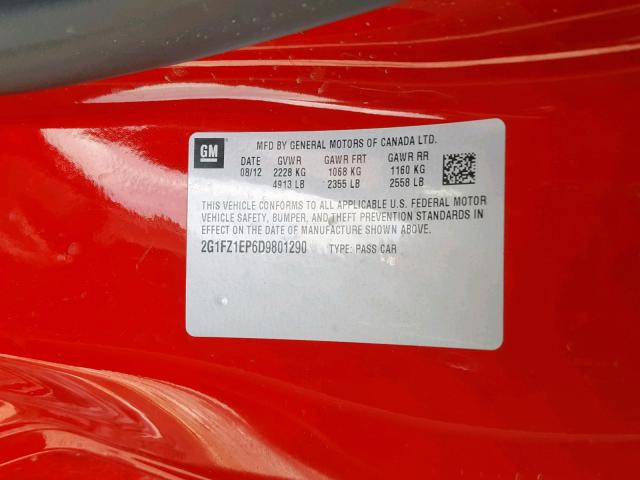 GM
MFD BY GENERAL MOTORS OF CANADA LTD.
DATE GVWR GAWR FRT GAWR RR
08/12 2228 KG 1068 KG 1160 KG
4913 LB 2355 LB 2558 LB
THIS VEHICLE CONFORMS TO ALL APPLICABLE U.S. FEDERAL MOTOR
VEHICLE SAFETY, BUMPER, AND THEFT PREVENTION STANDARDS IN
EFFECT ON THE DATE OF MANUFACTURE SHOWN ABOVE.
2G1FZ1EP6D9801290 TYPE: PASS CAR